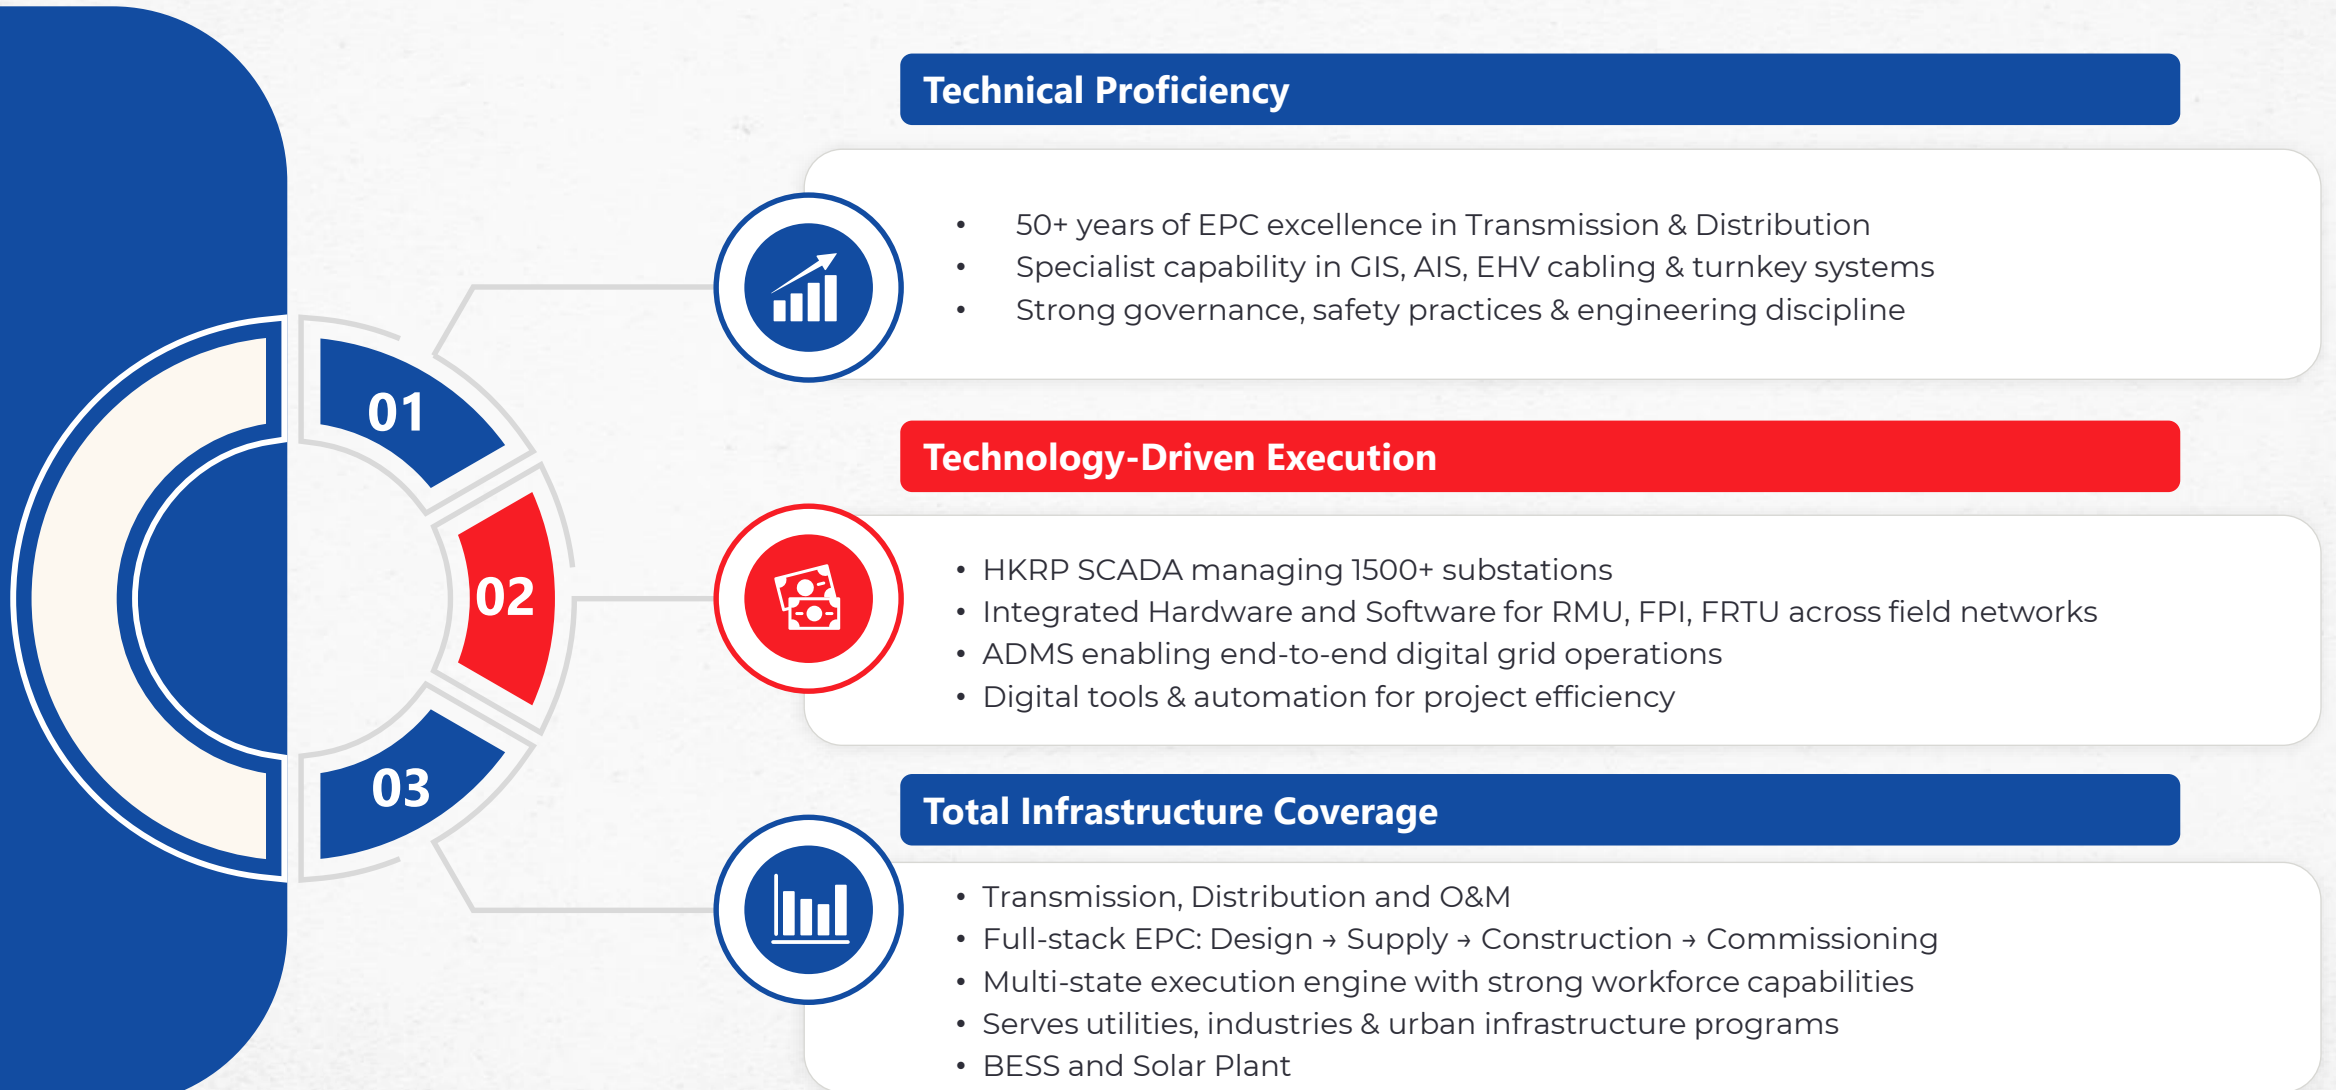 01
02
03
Technical Proficiency
• 50+ years of EPC excellence in Transmission & Distribution
• Specialist capability in GIS, AIS, EHV cabling & turnkey systems
• Strong governance, safety practices & engineering discipline
Technology-Driven Execution
• HKRP SCADA managing 1500+ substations
• Integrated Hardware and Software for RMU, FPI, FRTU across field networks
• ADMS enabling end-to-end digital grid operations
• Digital tools & automation for project efficiency
Total Infrastructure Coverage
• Transmission, Distribution and O&M
• Full-stack EPC: Design → Supply → Construction → Commissioning
• Multi-state execution engine with strong workforce capabilities
• Serves utilities, industries & urban infrastructure programs
• BESS and Solar Plant